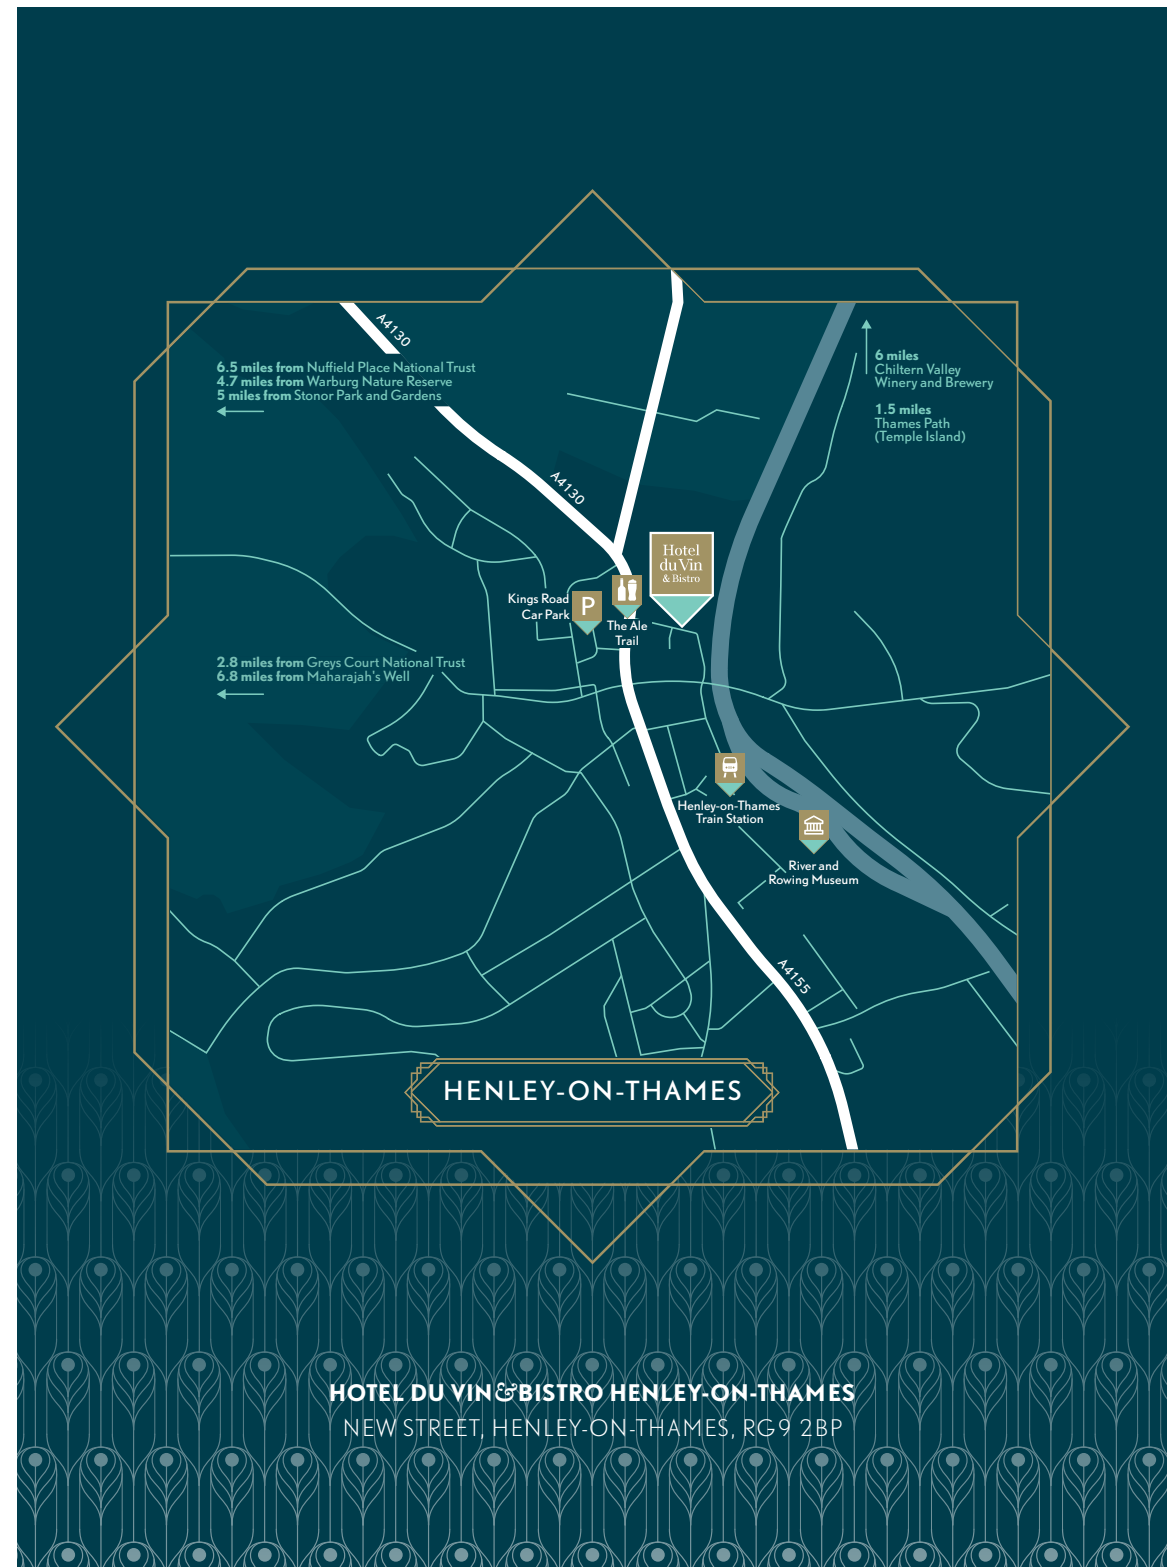 A4130
6.5 miles from Nuffield Place National Trust
4.7 miles from Warburg Nature Reserve
5 miles from Stonor Park and Gardens
6 miles
Chiltern Valley
Winery and Brewery
1.5 miles
Thames Path
(Temple Island)
A4130
Hotel
du Vin
& Bistro
Kings Road
Car Park
P
The Ale
Trail
2.8 miles from Greys Court National Trust
6.8 miles from Maharajah's Well
Henley-on-Thames
Train Station
River and
Rowing Museum
A4155
HENLEY-ON-THAMES
HOTEL DU VIN & BISTRO HENLEY-ON-THAMES
NEW STREET, HENLEY-ON-THAMES, RG9 2BP